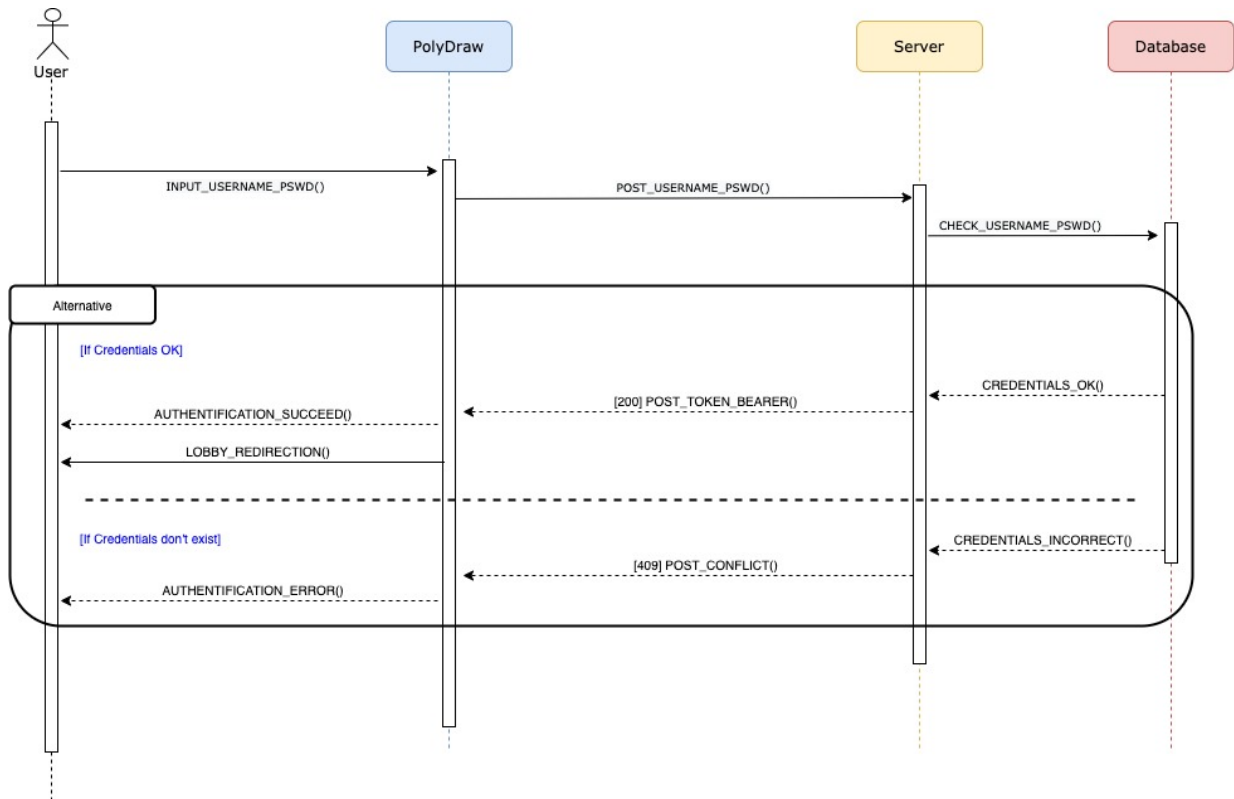 User
PolyDraw
Server
Database
INPUT_USERNAME_PSWD()
POST_USERNAME_PSWD()
CHECK_USERNAME_PSWD()
Alternative
[If Credentials OK]
CREDENTIALS_OK()
[200] POST_TOKEN_BEARER()
AUTHENTIFICATION_SUCCEED()
LOBBY_REDIRECTION()
[If Credentials don't exist]
CREDENTIALS_INCORRECT()
[409] POST_CONFLICT()
AUTHENTIFICATION_ERROR()